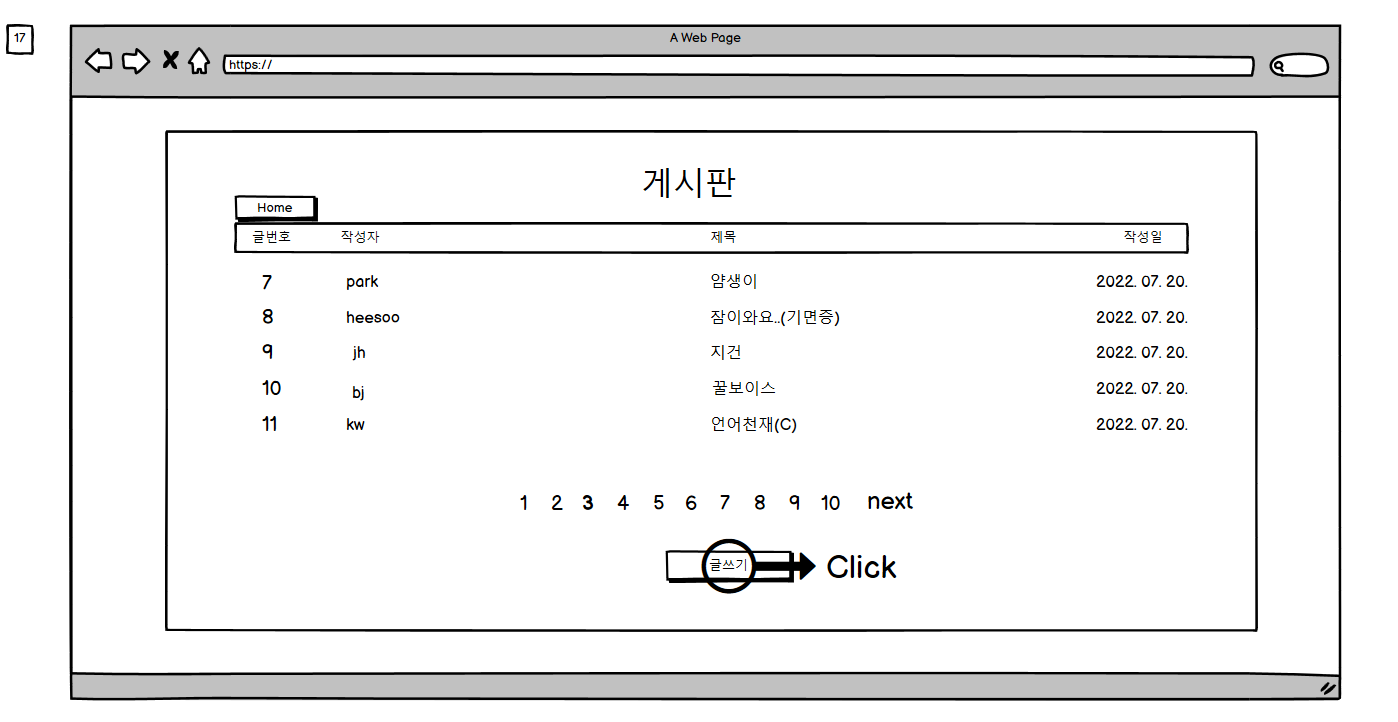 17
A Web Page
https://
게시판
Home
글번호 작성자 제목 작성일
7 park 얌생이 2022. 07. 20.
8 heesoo 잠이와요..(기면증) 2022. 07. 20.
9 jh 지건 2022. 07. 20.
10 bj 꿀보이스 2022. 07. 20.
11 kw 언어천재(C) 2022. 07. 20.
1 2 3 4 5 6 7 8 9 10 next
글쓰기 Click